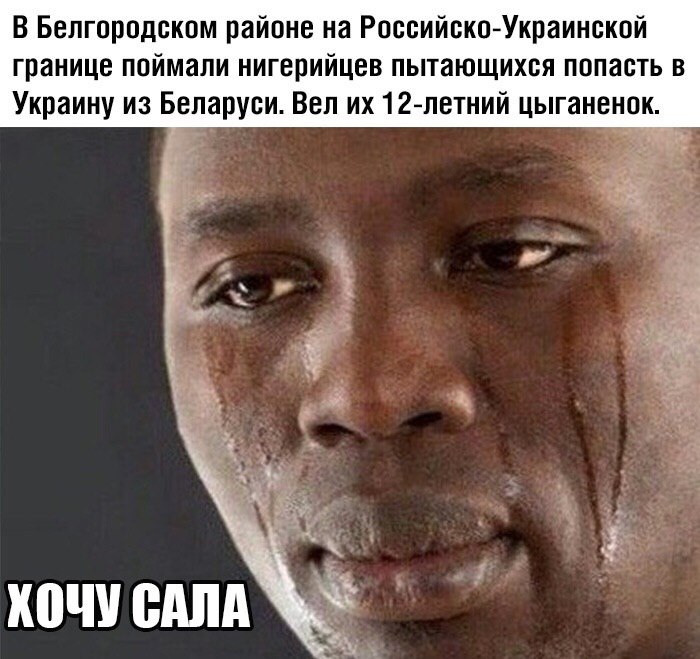 В Белгородском районе на Российско-Украинской
границе поймали нигерийцев пытающихся попасть в
Украину из Беларуси. Вел их 12-летний цыганенок.
ХОЧУ САЛА